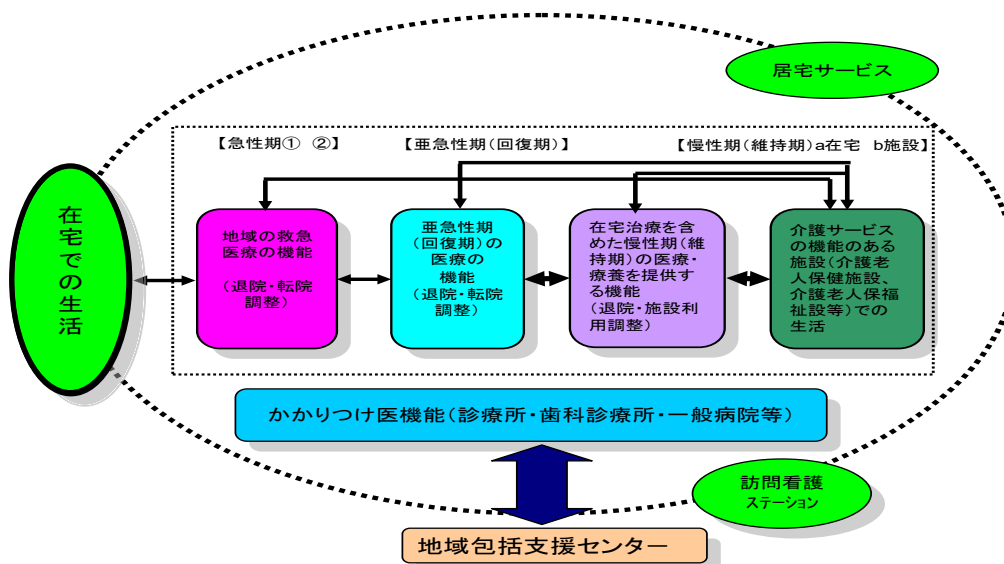 居宅サービス
【急性期① ②】
【亜急性期(回復期)】
【慢性期(維持期)a在宅 b施設】
在宅での生活
地域の救急
医療の機能
(退院・転院
調整)
亜急性期
(回復期)の
医療の
機能
(退院・転院
調整)
在宅治療を含
めた慢性期(維
持期)の医療・
療養を提供す
る機能
(退院・施設利
用調整)
介護サービス
の機能のある
施設(介護老
人保健施設、
介護老人保福
祉設等)での
生活
かかりつけ医機能(診療所・歯科診療所・一般病院等)
訪問看護
ステーション
地域包括支援センター